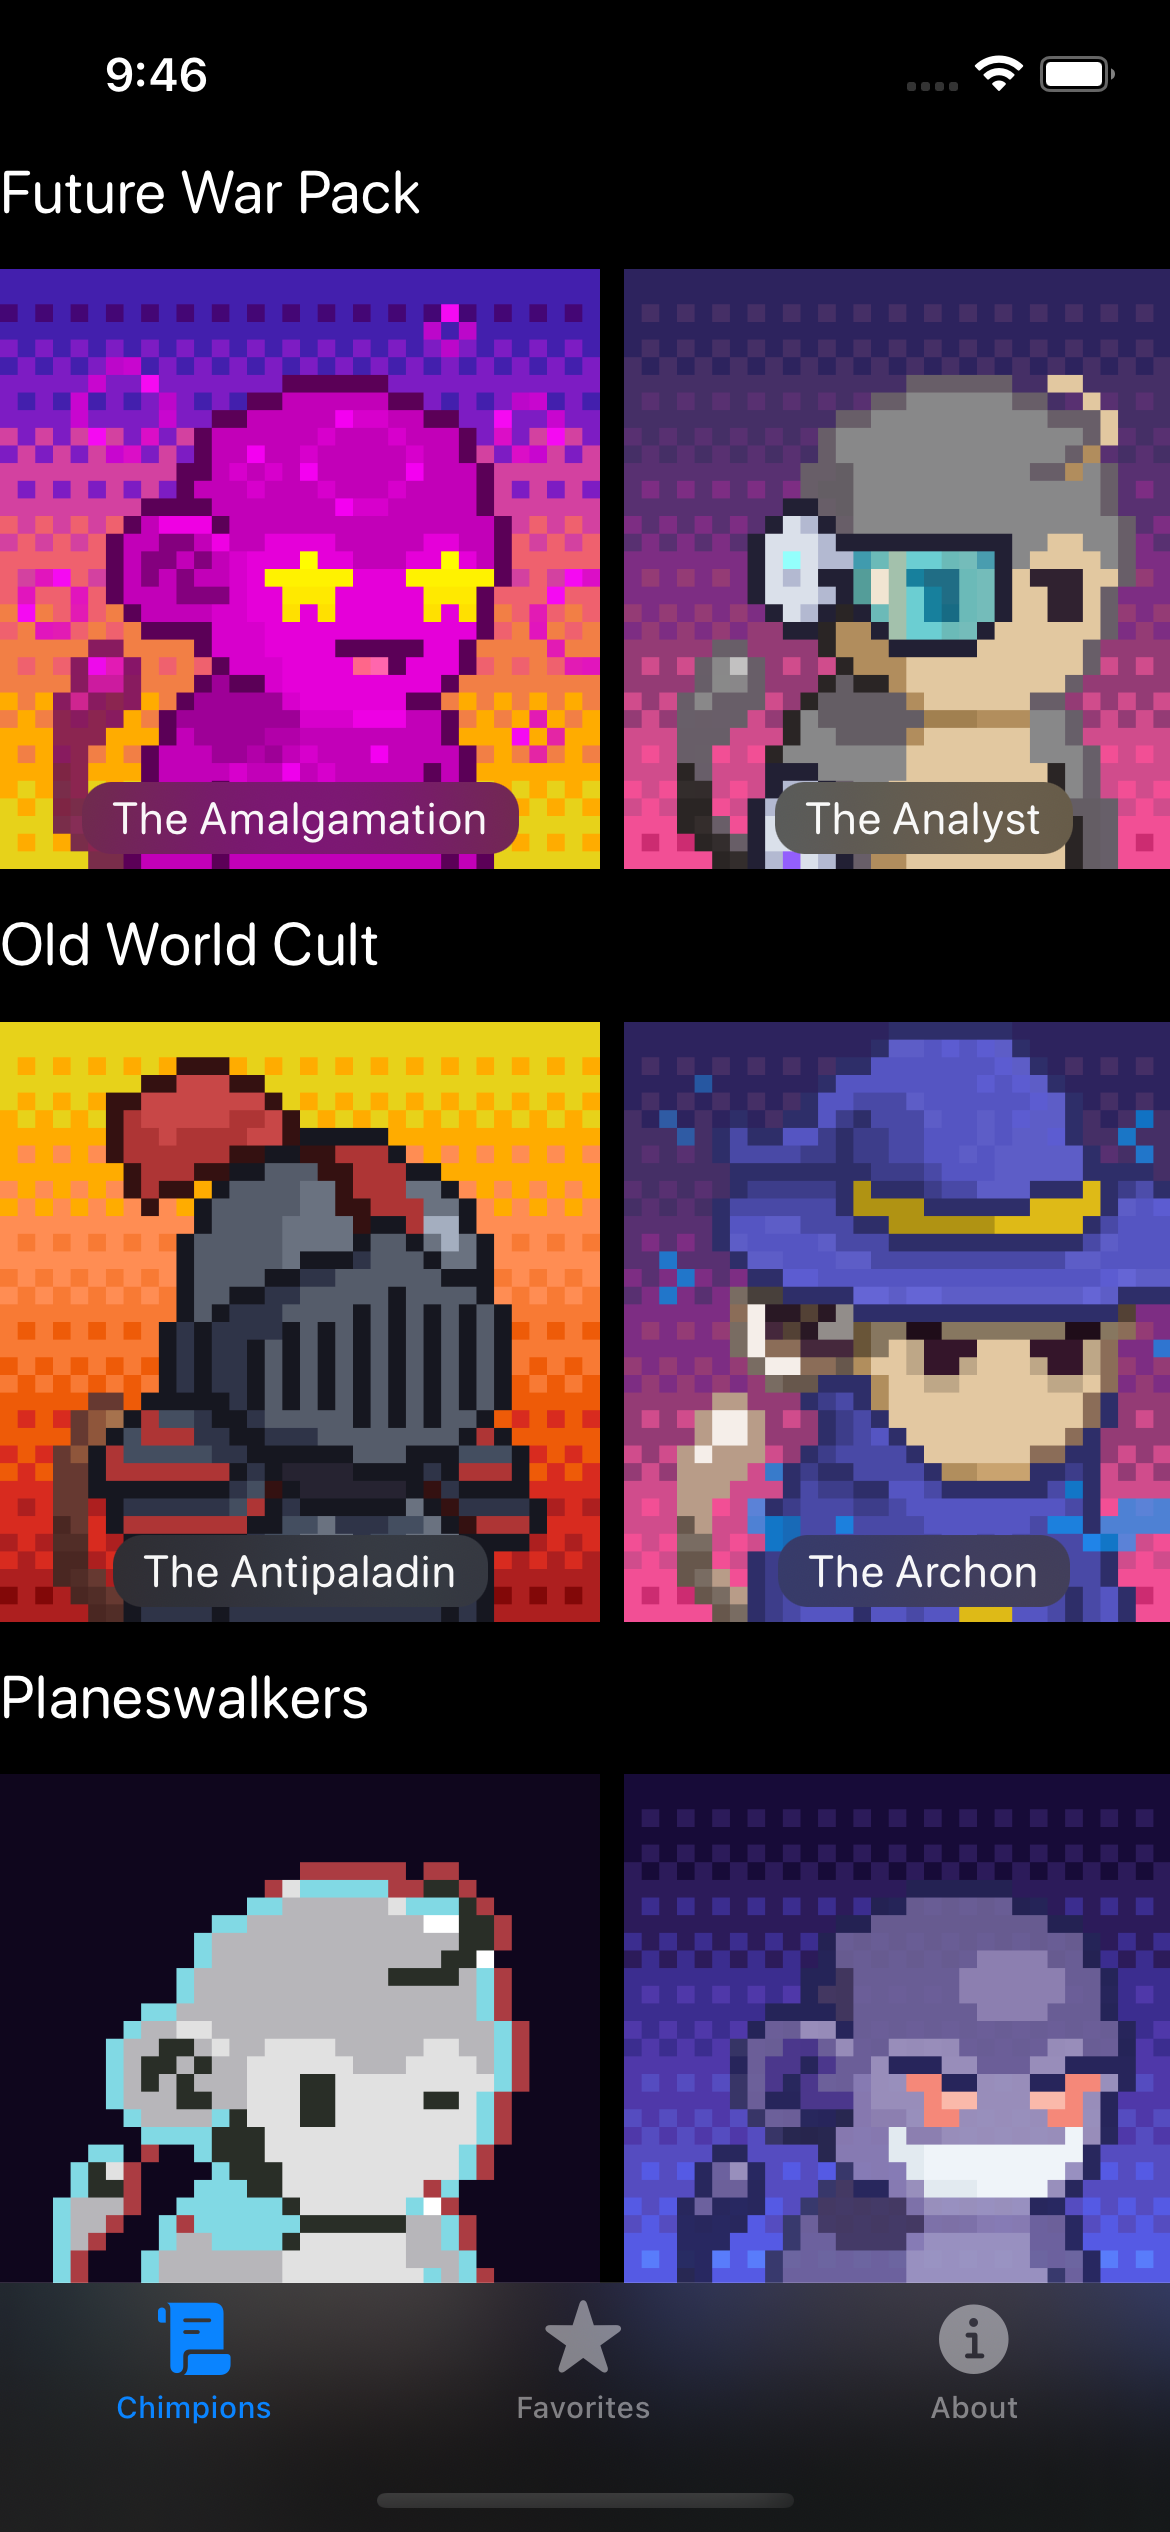 9:46
Future War Pack
The Amalgamation
The Analyst
Old World Cult
The Antipaladin
The Archon
Planeswalkers
Chimpions
Favorites
About